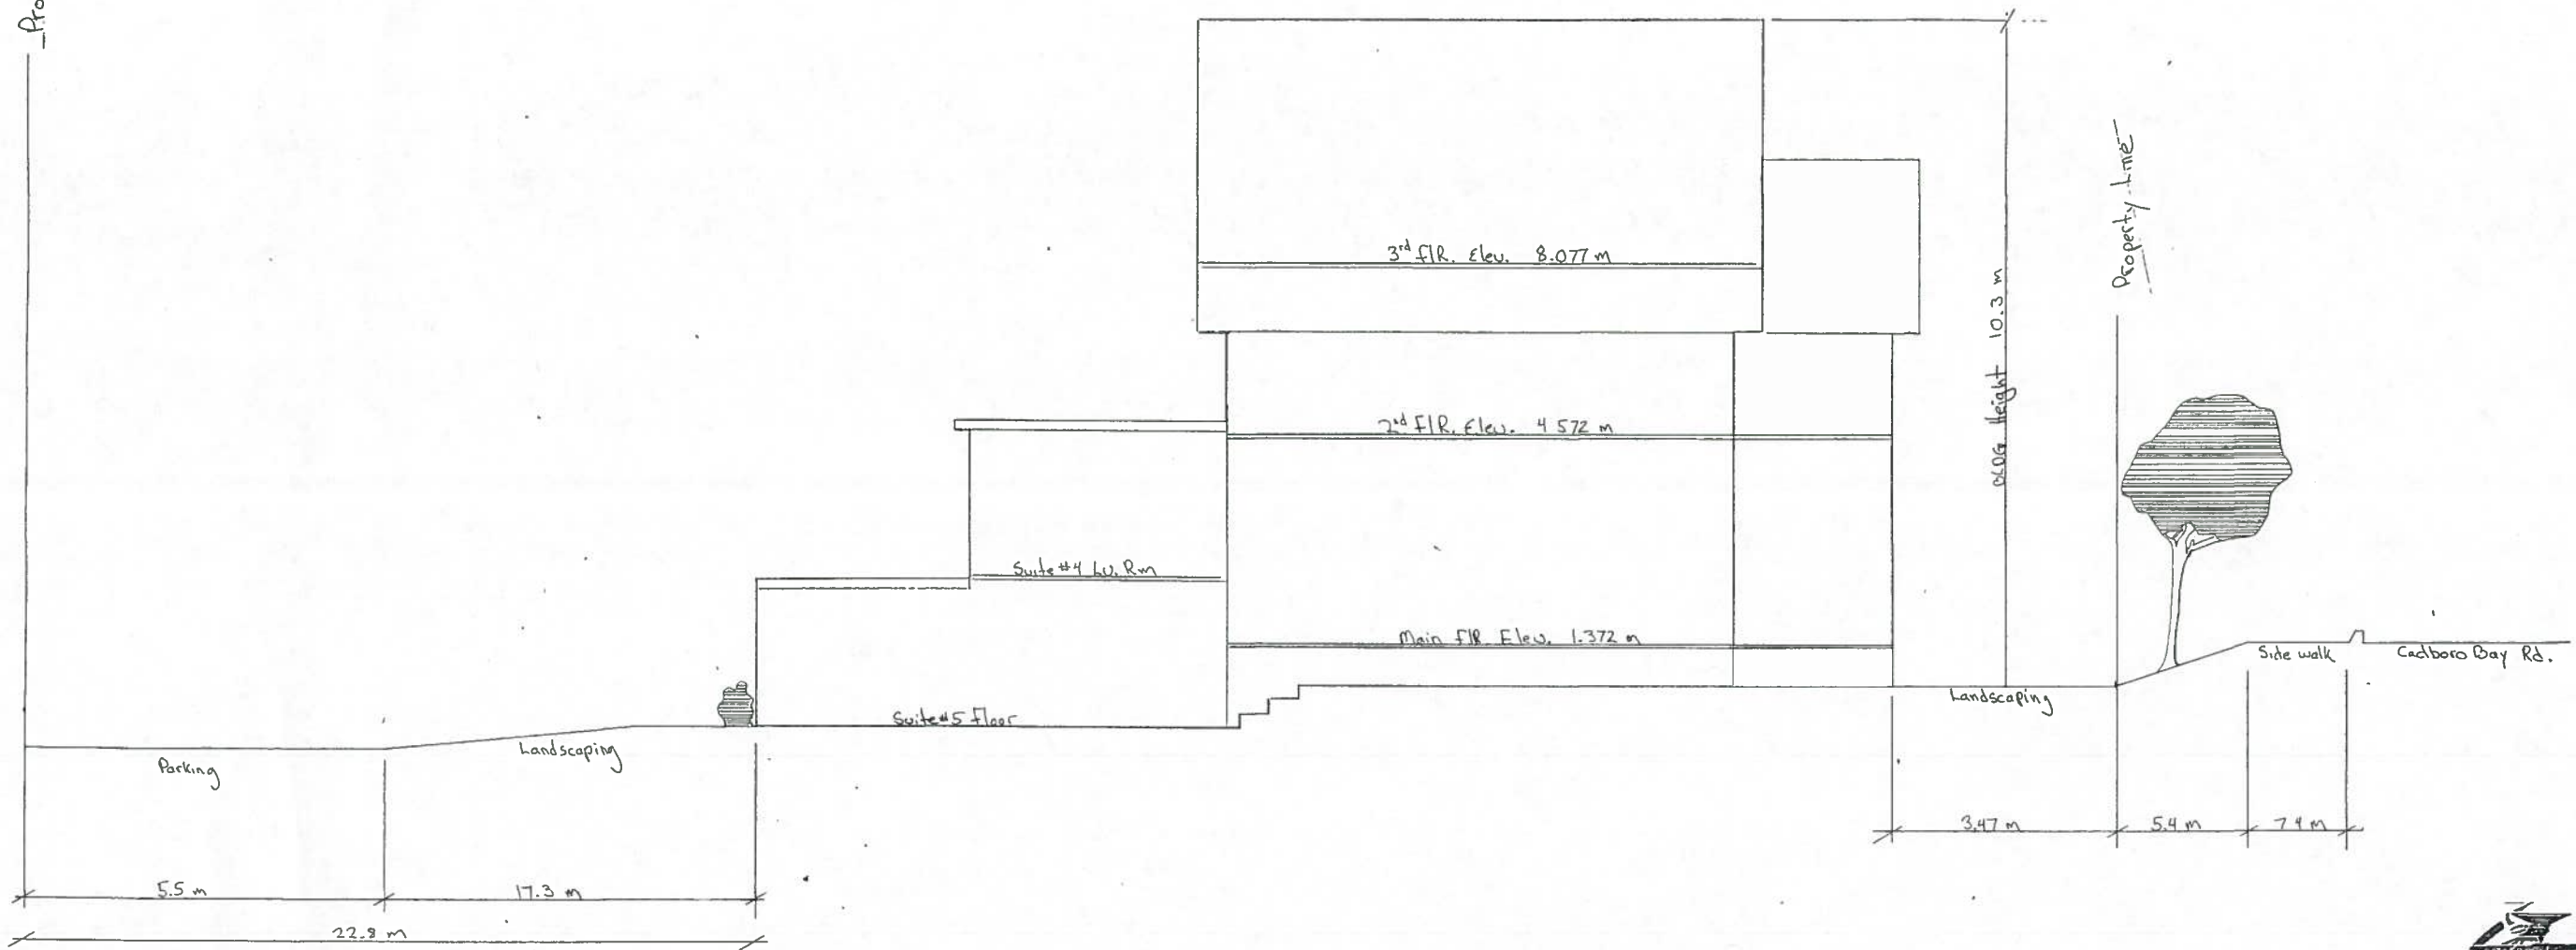 Pro
3rd flR. Elev. 8.077 m
Property Line
BLDG Height 10.3 m
2nd flR. Elev. 4 572 m
Suite #4 Lv. Rm
Main flR. Elev. 1.372 m
Side walk
Cadboro Bay Rd.
Landscaping
Suite #5 floor
Landscaping
Parking
3.47 m
5.4 m
7 4 m
5.5 m
17.3 m
22.8 m